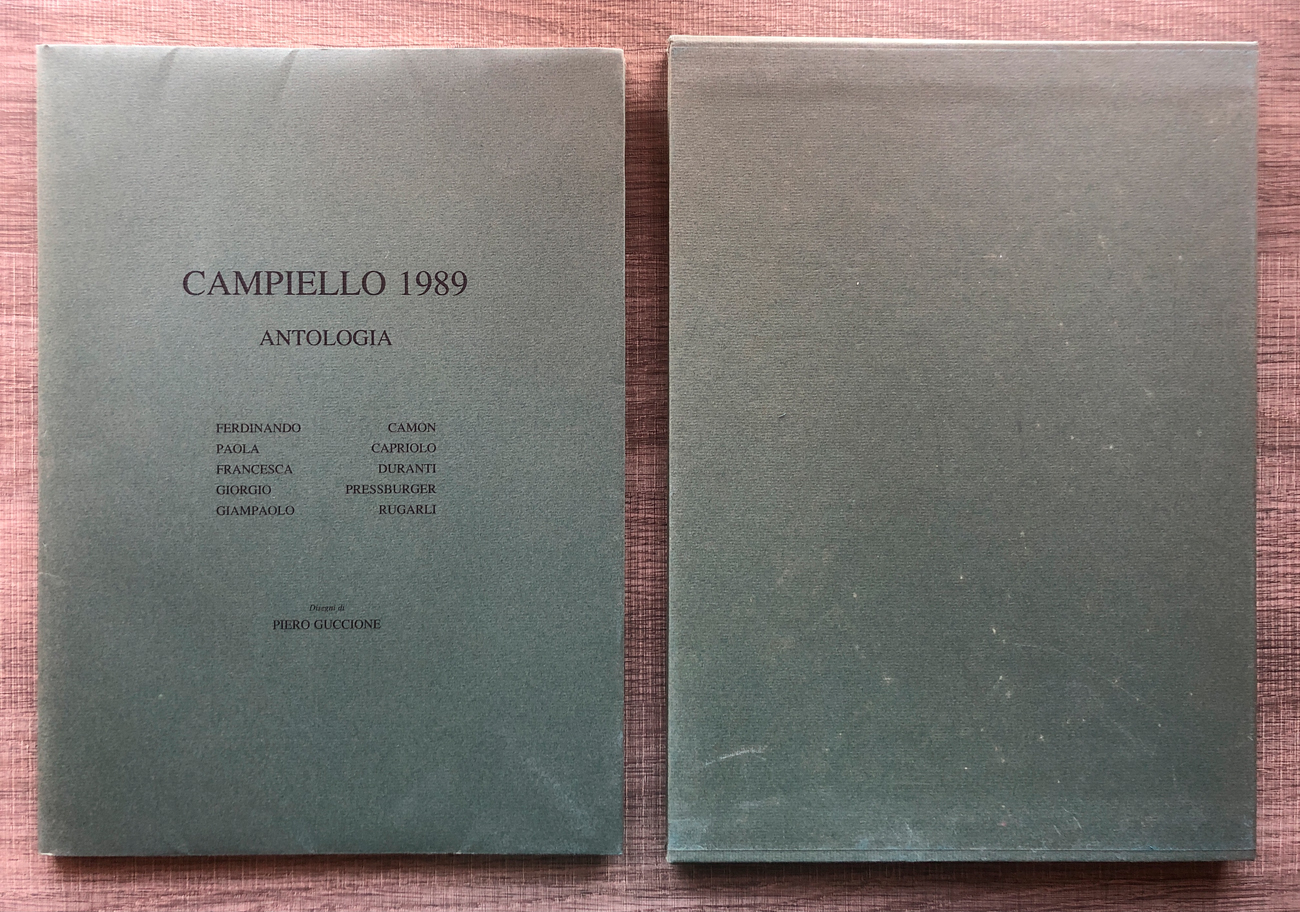 CAMPIELLO 1989
ANTOLOGIA
FERDINANDO CAMON
PAOLA CAPRIOLO
FRANCESCA DURANTI
GIORGIO PRESSBURGER
GIAMPAOLO RUGARLI
Disegni di
PIERO GUCCIONE